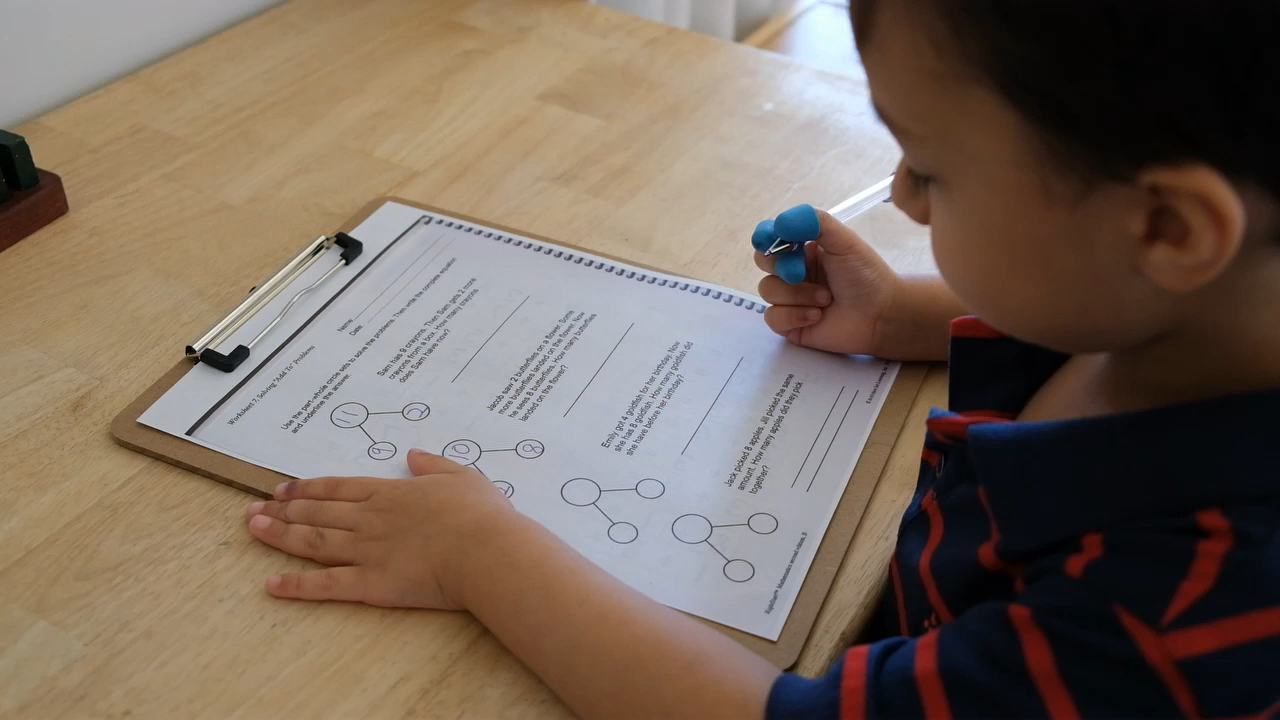 Worksheet 7, Solving 'Add To' Problems
Name
Date
Use the part-whole circle sets to solve the problems. Then write the complete equation
and underline the answer.
Sam has 9 crayons. Then Sam gets 2 more
crayons from a box. How many crayons
does Sam have now?
11
2
9
Jacob saw 2 butterflies on a flower. Some
more butterflies landed on the flower. Now
he sees 8 butterflies. How many butterflies
landed on the flower?
10
8
Emily got 4 goldfish for her birthday. Now
she has 8 goldfish. How many goldfish did
she have before her birthday?
Jack picked 8 apples. Jill picked the same
amount. How many apples did they pick
together?
RightStart™ Mathematics